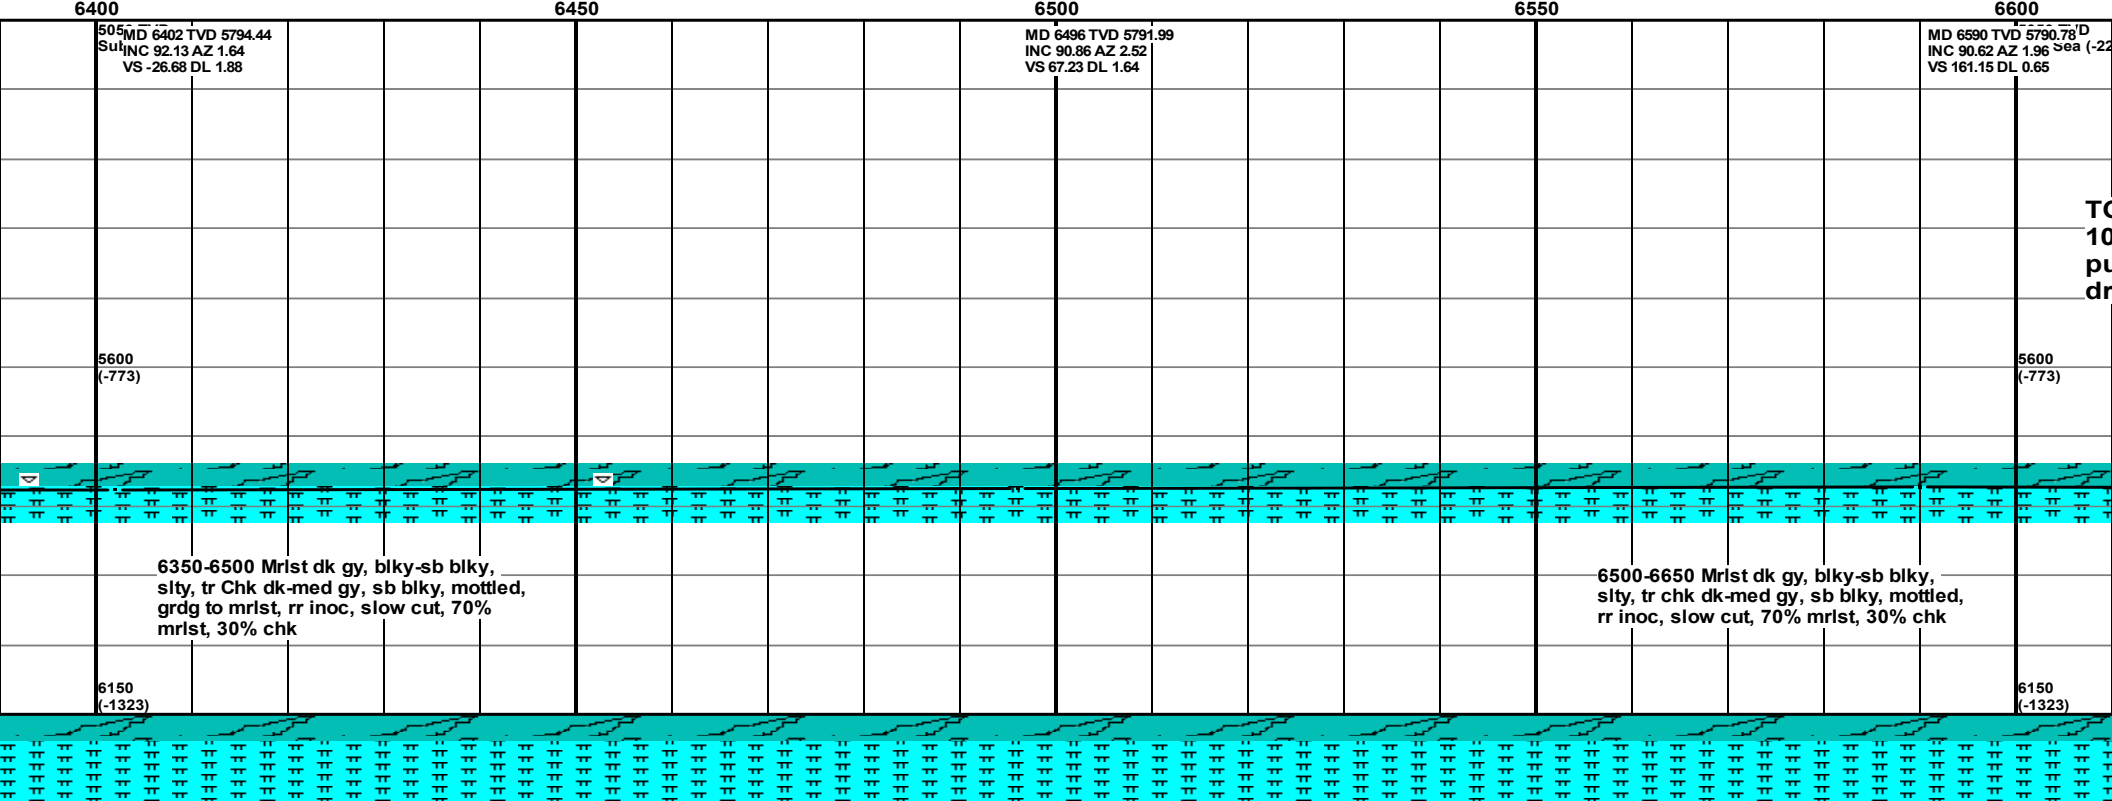 6400 6450 6500 6550 6600
MD 6402 TVD 5794.44
INC 92.13 AZ 1.64
VS -26.68 DL 1.88
MD 6496 TVD 5791.99
INC 90.86 AZ 2.52
VS 67.23 DL 1.64
MD 6590 TVD 5790.78
INC 90.62 AZ 1.96
VS 161.15 DL 0.65
Sea (-22
TO
10
pu
dr
5600
(-773)
5600
(-773)
6350-6500 Mrlst dk gy, blky-sb blky,
slty, tr Chk dk-med gy, sb blky, mottled,
grdg to mrlst, rr inoc, slow cut, 70%
mrlst, 30% chk
6500-6650 Mrlst dk gy, blky-sb blky,
slty, tr chk dk-med gy, sb blky, mottled,
rr inoc, slow cut, 70% mrlst, 30% chk
6150
(-1323)
6150
(-1323)